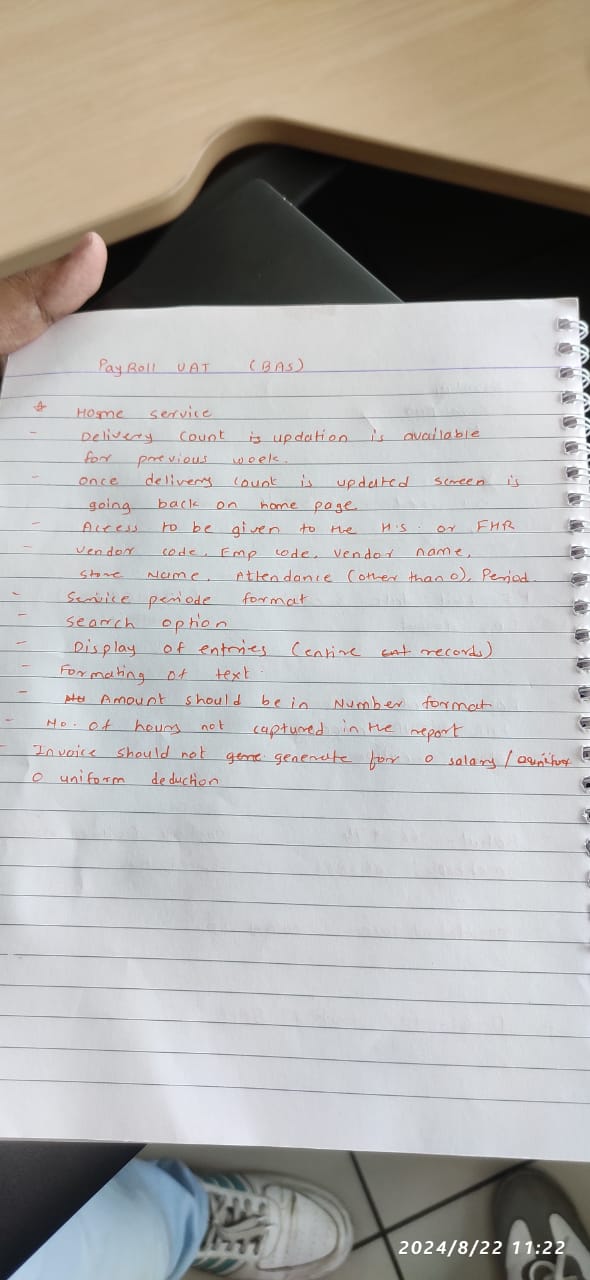 Pay Roll UAT (BAS)
☆ Home service
- Delivery count is updation is available
for previous week.
- once delivery count is updated screen is
going back on home page
- Access to be given to the H.S. or FHR
- Vendor code, Emp code, Vendor name,
Store Name, Attendance (other than 0), Period
- Service periode format
- Search option
- Display of entries (entire records)
- Formating of text
- Amount should be in Number format
- No. of hours not captured in the report
- Invoice should not generate for 0 salary /
0 uniform deduction
2024/8/22 11:22